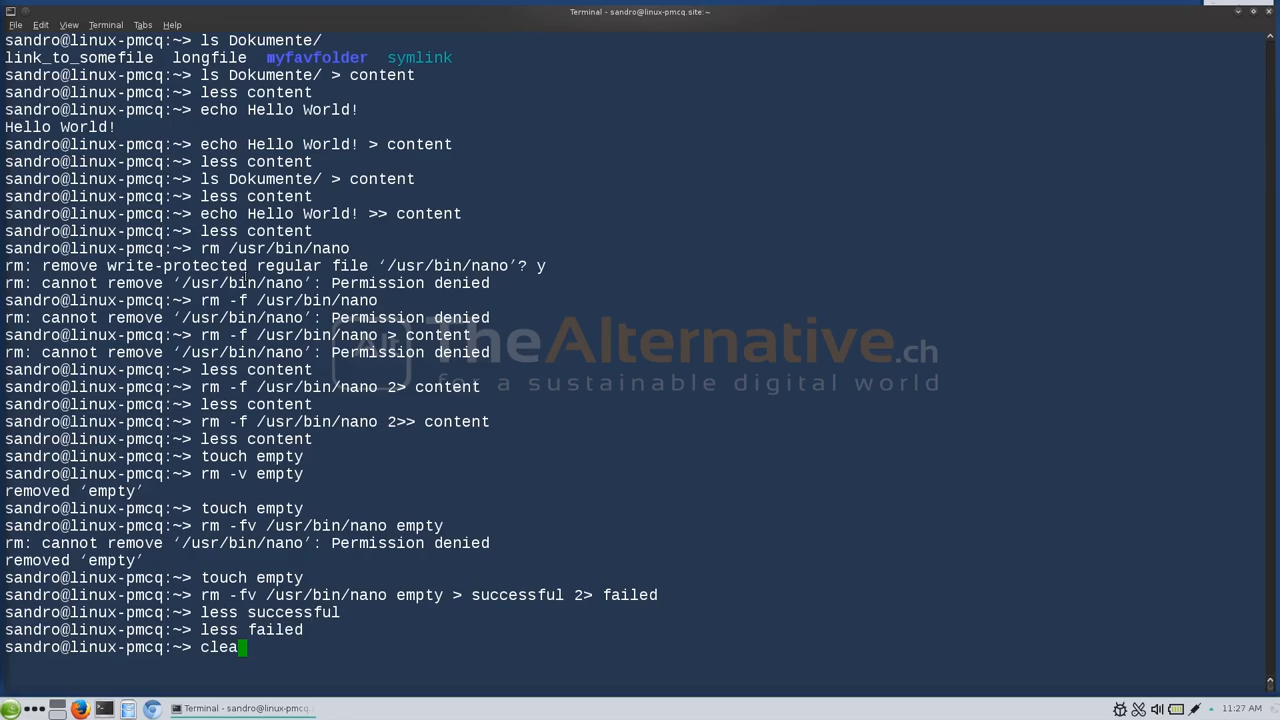 Terminal - sandro@linux-pmcq.site:~
File Edit View Terminal Tabs Help
sandro@linux-pmcq:~> ls Dokumente/
link_to_somefile longfile myfavfolder symlink
sandro@linux-pmcq:~> ls Dokumente/ > content
sandro@linux-pmcq:~> less content
sandro@linux-pmcq:~> echo Hello World!
Hello World!
sandro@linux-pmcq:~> echo Hello World! > content
sandro@linux-pmcq:~> less content
sandro@linux-pmcq:~> ls Dokumente/ > content
sandro@linux-pmcq:~> less content
sandro@linux-pmcq:~> echo Hello World! >> content
sandro@linux-pmcq:~> less content
sandro@linux-pmcq:~> rm /usr/bin/nano
rm: remove write-protected regular file ‘/usr/bin/nano’? y
rm: cannot remove ‘/usr/bin/nano’: Permission denied
sandro@linux-pmcq:~> rm -f /usr/bin/nano
rm: cannot remove ‘/usr/bin/nano’: Permission denied
sandro@linux-pmcq:~> rm -f /usr/bin/nano > content
rm: cannot remove ‘/usr/bin/nano’: Permission denied
sandro@linux-pmcq:~> less content
sandro@linux-pmcq:~> rm -f /usr/bin/nano 2> content
sandro@linux-pmcq:~> less content
sandro@linux-pmcq:~> rm -f /usr/bin/nano 2>> content
sandro@linux-pmcq:~> less content
sandro@linux-pmcq:~> touch empty
sandro@linux-pmcq:~> rm -v empty
removed ‘empty’
sandro@linux-pmcq:~> touch empty
sandro@linux-pmcq:~> rm -fv /usr/bin/nano empty
rm: cannot remove ‘/usr/bin/nano’: Permission denied
removed ‘empty’
sandro@linux-pmcq:~> touch empty
sandro@linux-pmcq:~> rm -fv /usr/bin/nano empty > successful 2> failed
sandro@linux-pmcq:~> less successful
sandro@linux-pmcq:~> less failed
sandro@linux-pmcq:~> clea
TheAlternative.ch
for a sustainable digital world
Terminal - sandro@linux-pmcq.
11:27 AM